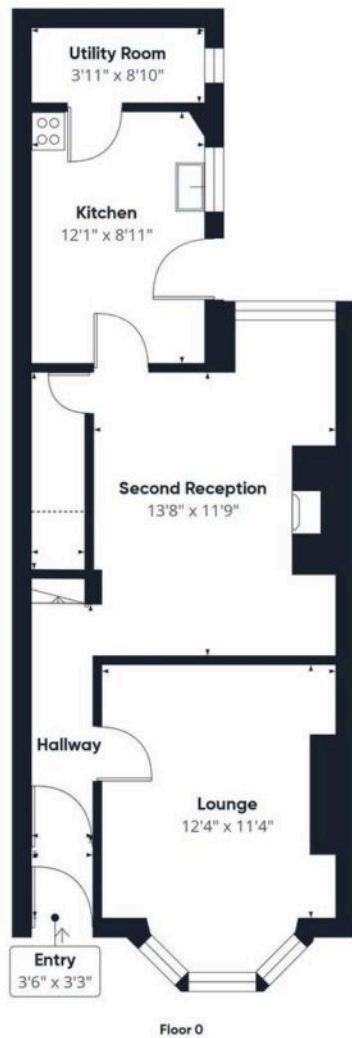 Utility Room
3'11" x 8'10"
Kitchen
12'1" x 8'11"
Second Reception
13'8" x 11'9"
Hallway
Lounge
12'4" x 11'4"
Entry
3'6" x 3'3"
Floor 0